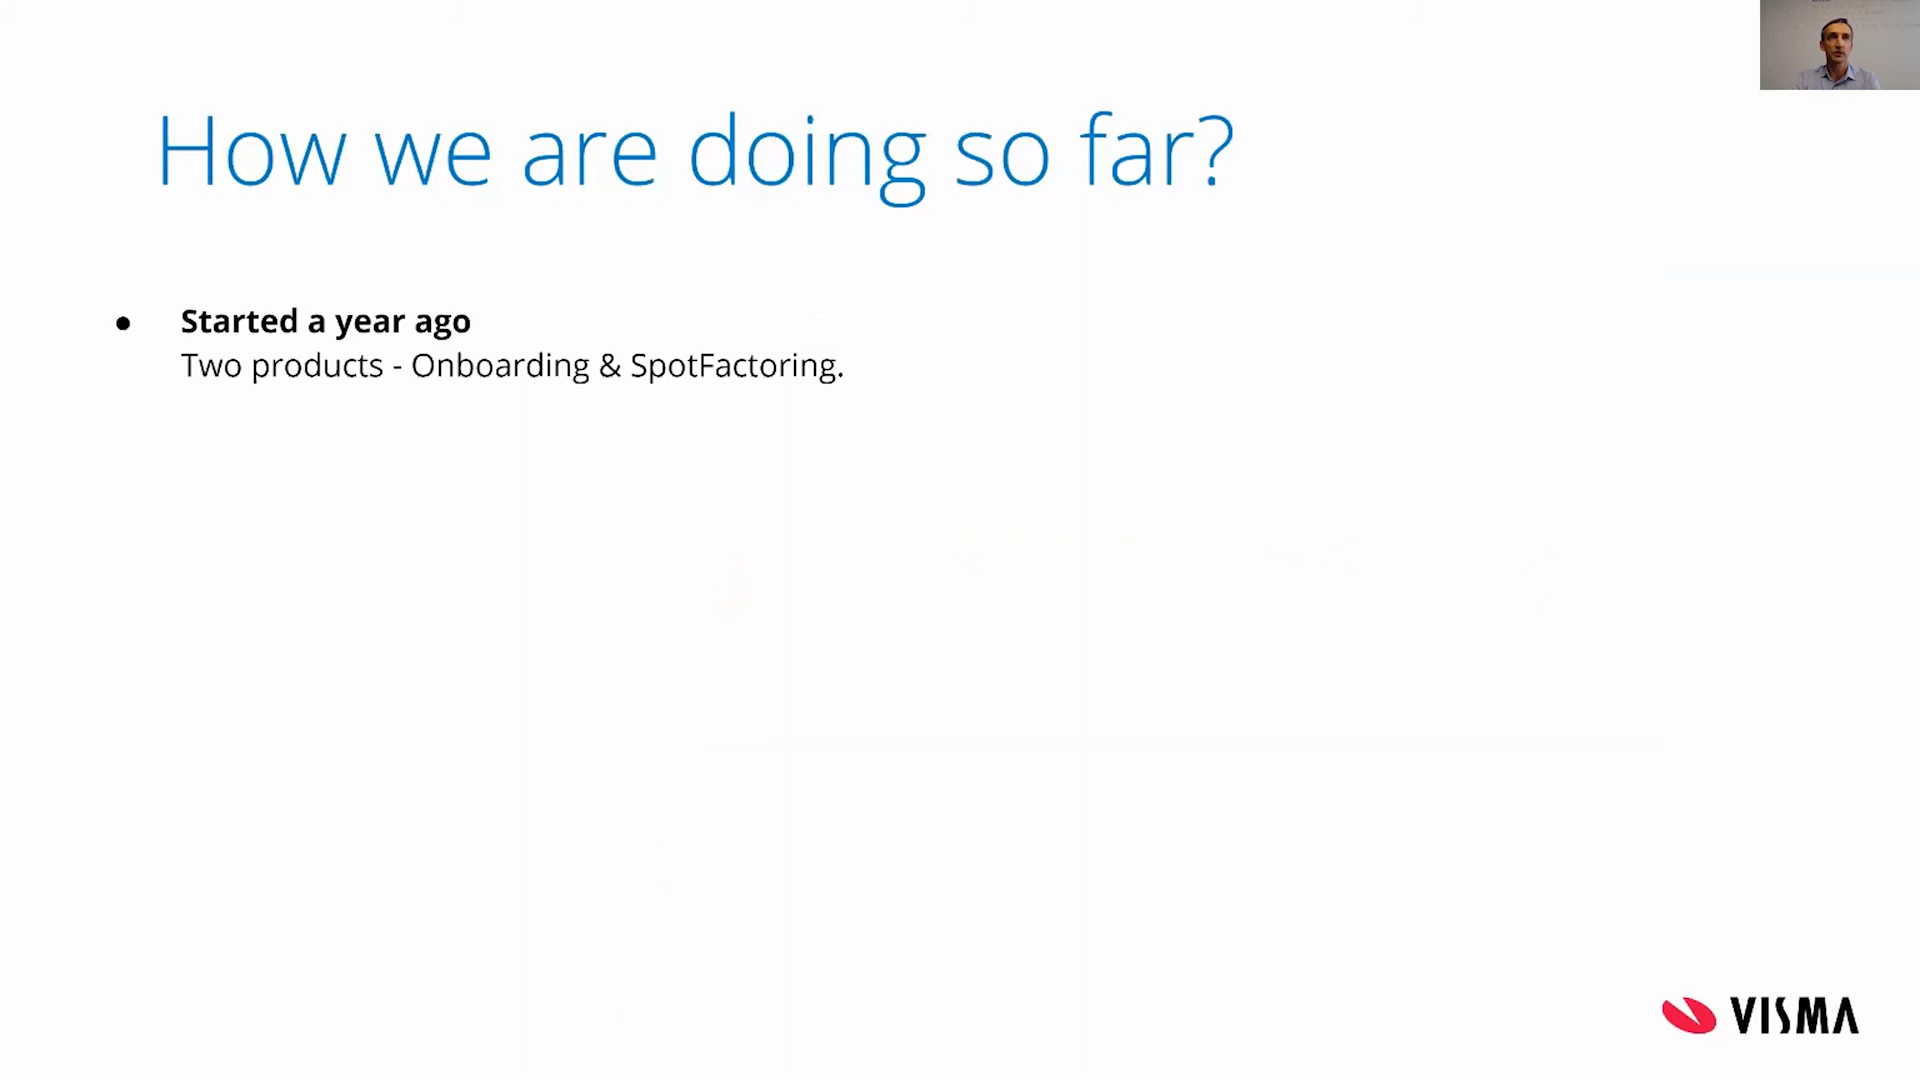 How we are doing so far?
● Started a year ago
Two products - Onboarding & SpotFactoring.
VISMA